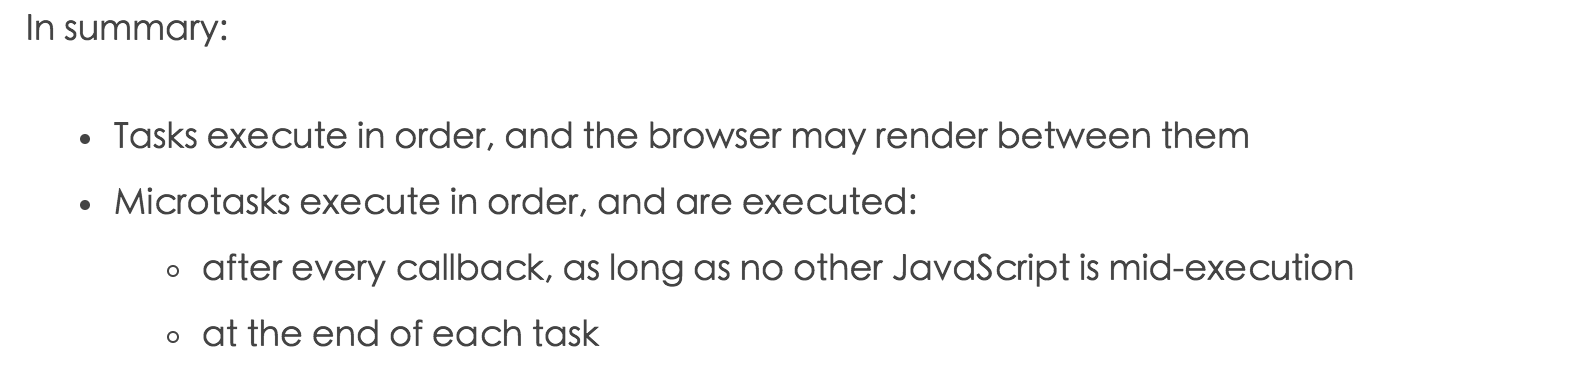 In summary:
• Tasks execute in order, and the browser may render between them
• Microtasks execute in order, and are executed:
◦ after every callback, as long as no other JavaScript is mid-execution
◦ at the end of each task